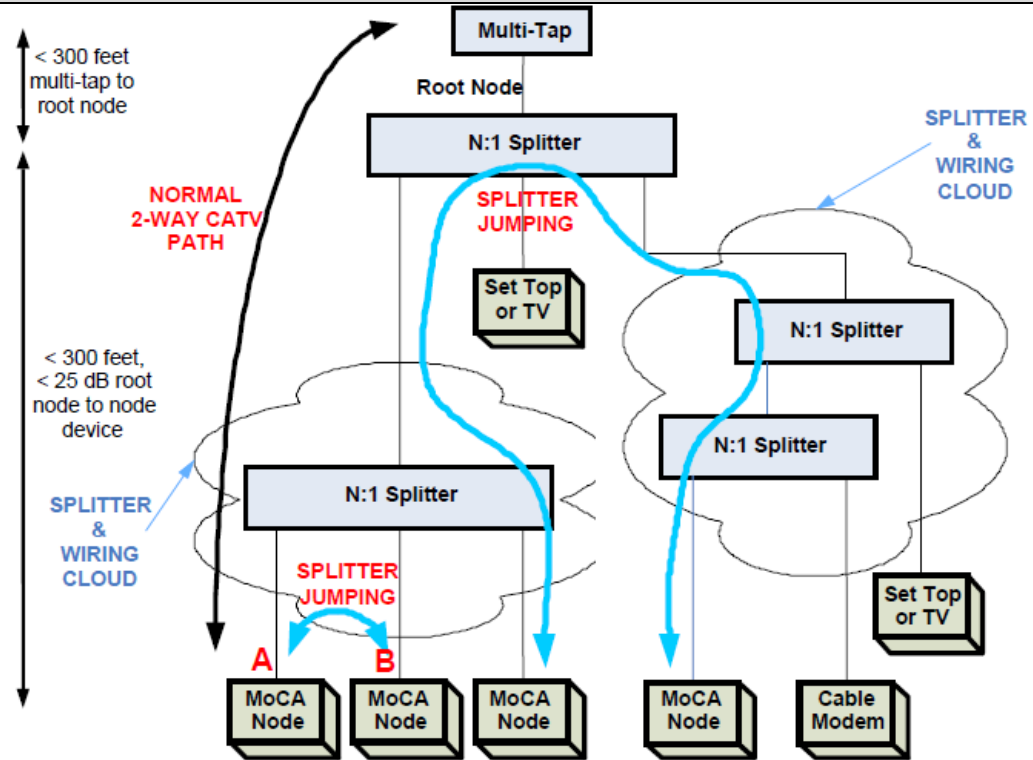 Multi-Tap
< 300 feet
multi-tap to
root node
Root Node
N:1 Splitter
SPLITTER
&
WIRING
CLOUD
NORMAL
2-WAY CATV
PATH
SPLITTER
JUMPING
Set Top
or TV
N:1 Splitter
< 300 feet,
< 25 dB root
node to node
device
N:1 Splitter
N:1 Splitter
SPLITTER
&
WIRING
CLOUD
SPLITTER
JUMPING
Set Top
or TV
A
B
MoCA
Node
MoCA
Node
MoCA
Node
MoCA
Node
Cable
Modem